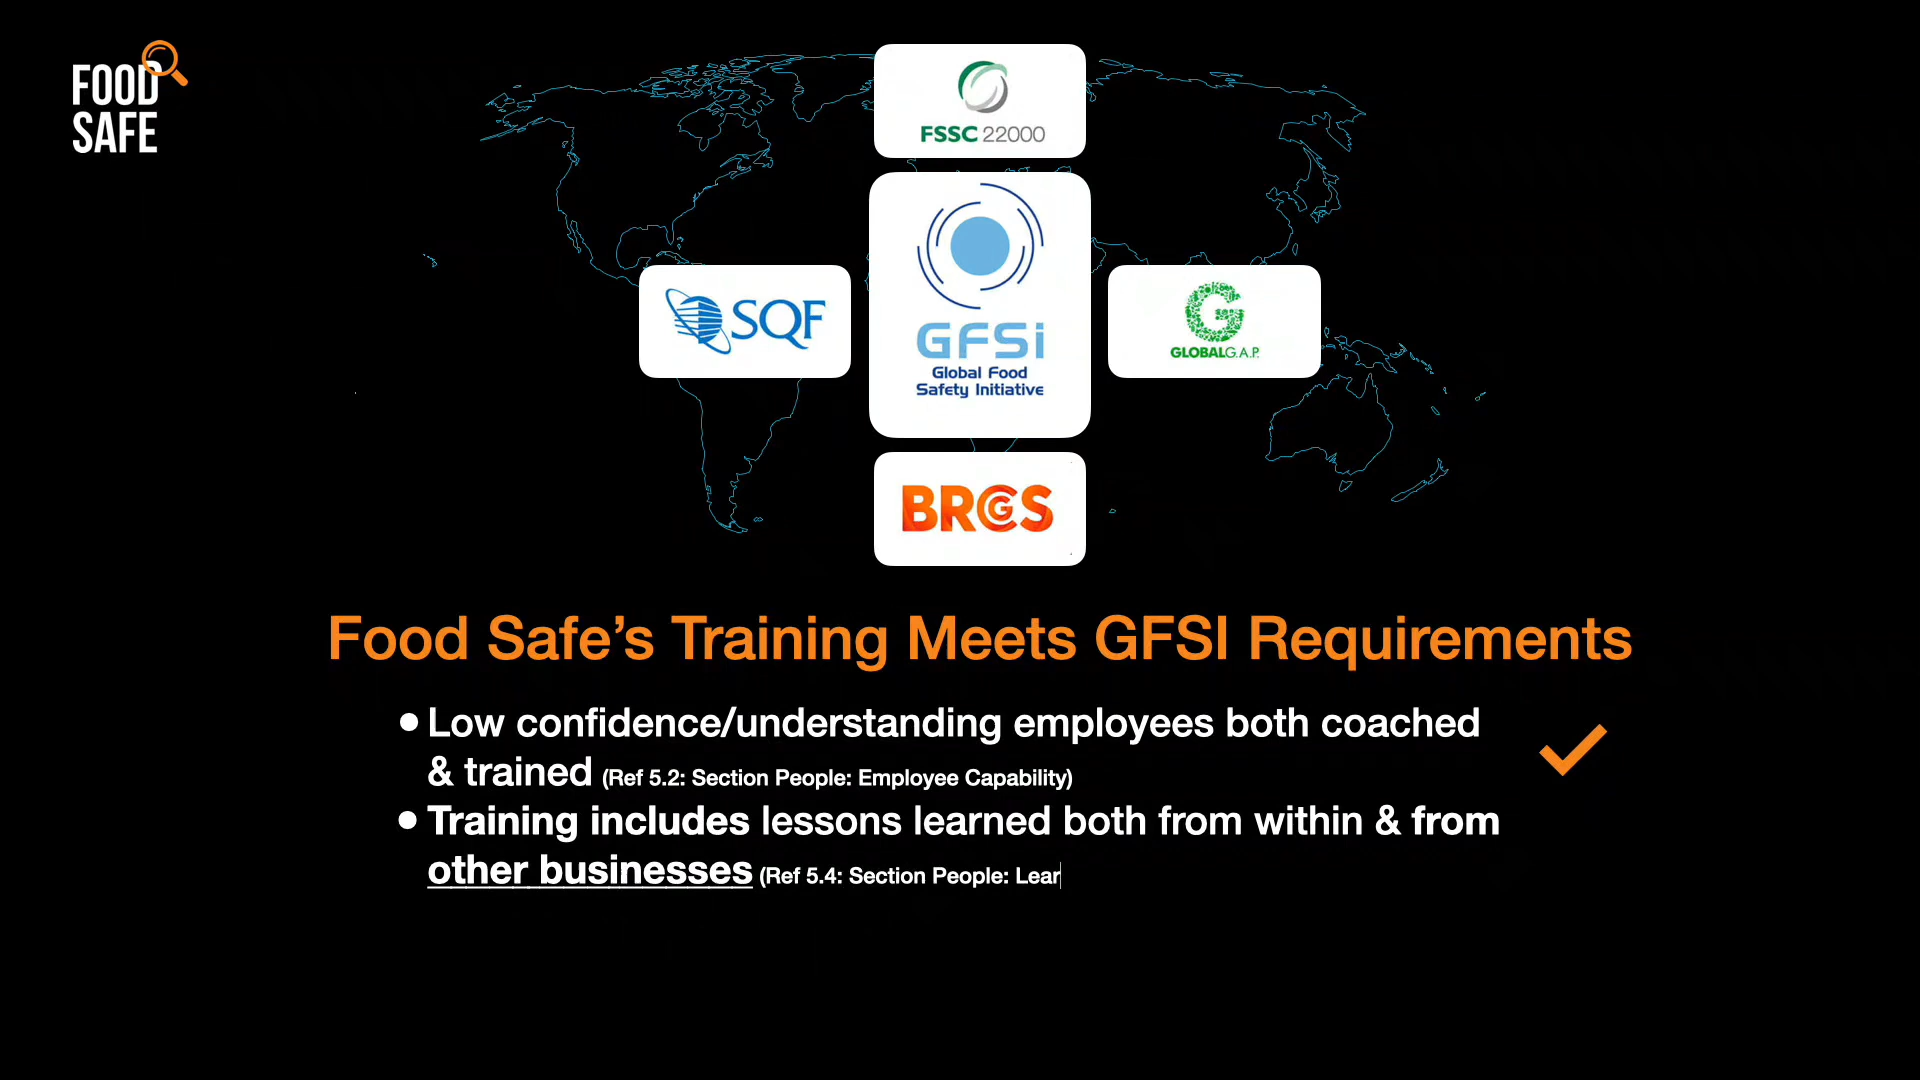 FOOD
SAFE
FSSC 22000
GFSi
Global Food
Safety Initiative
SQF
GLOBALG.A.P.
BRCGS
Food Safe’s Training Meets GFSI Requirements
• Low confidence/understanding employees both coached
& trained (Ref 5.2: Section People: Employee Capability)
• Training includes lessons learned both from within & from
other businesses (Ref 5.4: Section People: Lear